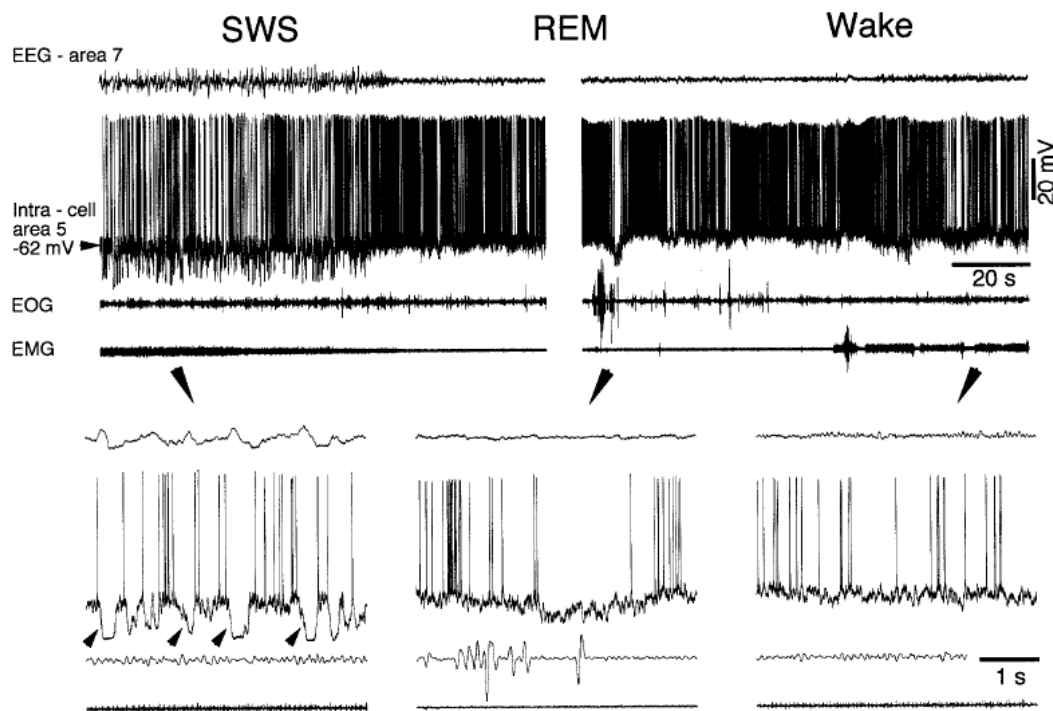 SWS REM Wake
EEG - area 7
20 mV
Intra - cell
area 5
-62 mV
20 s
EOG
EMG
1 s